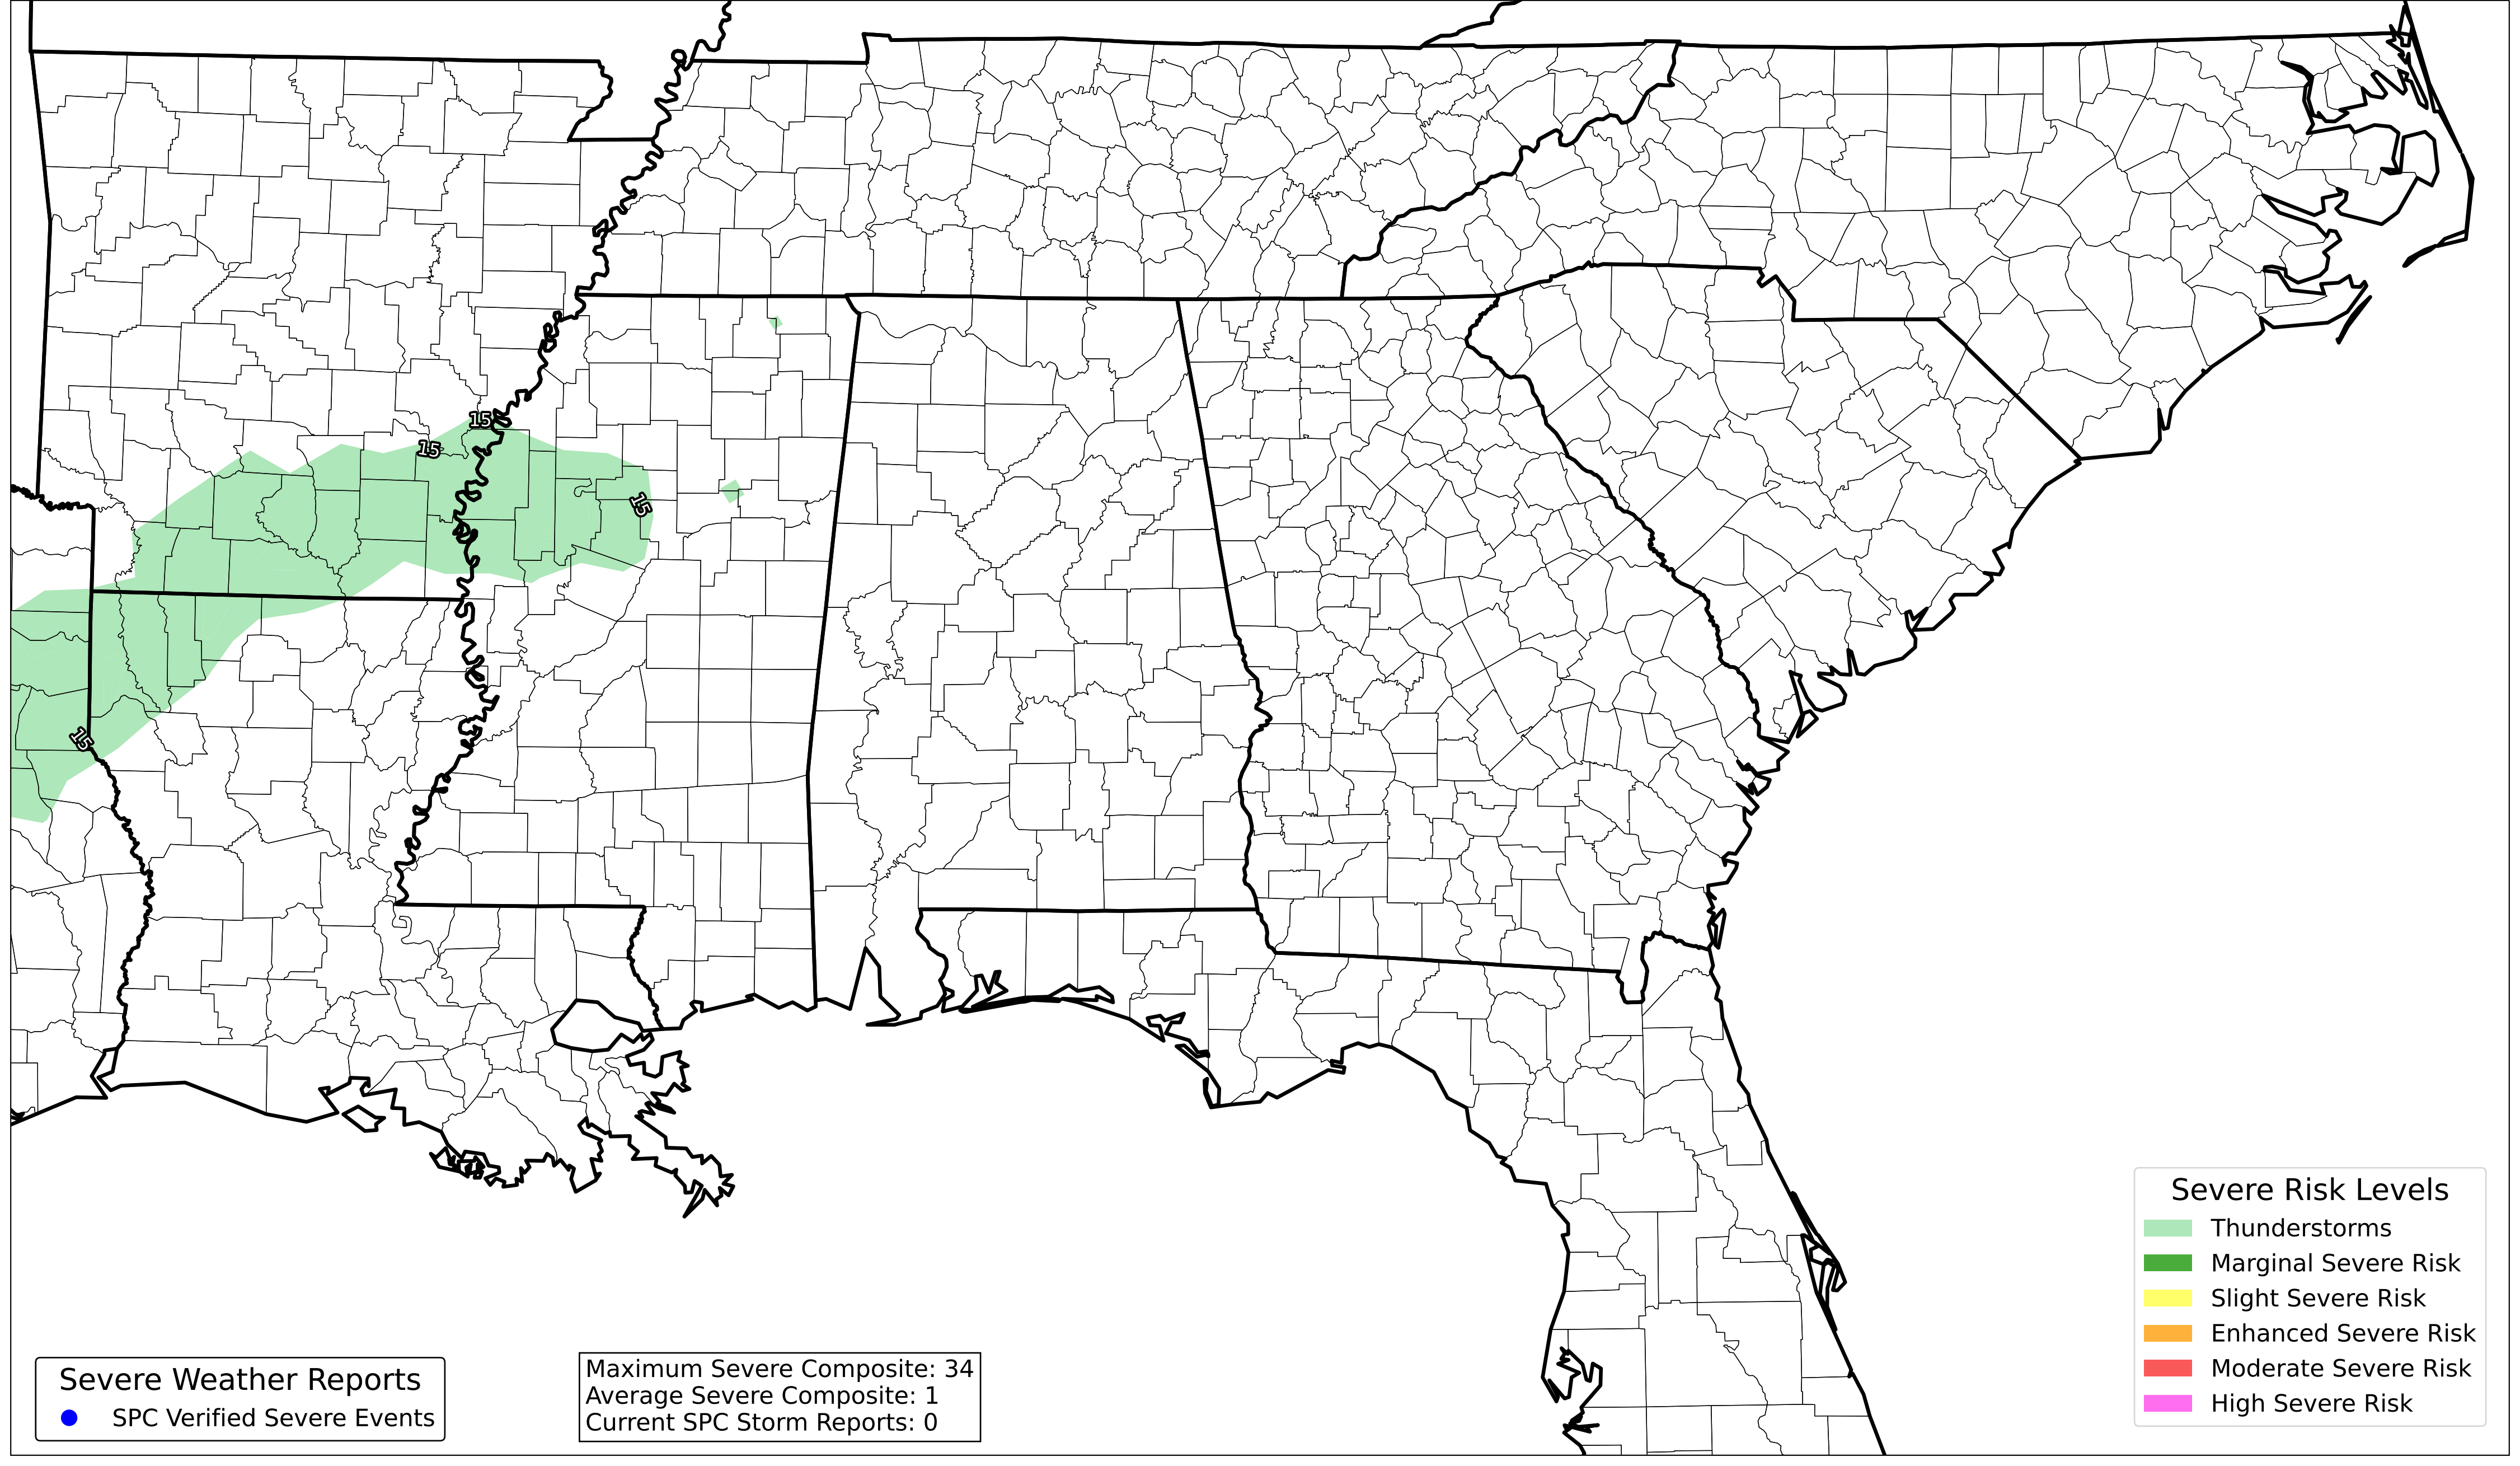 15
15
15
15
Severe Risk Levels
Thunderstorms
Marginal Severe Risk
Slight Severe Risk
Enhanced Severe Risk
Moderate Severe Risk
High Severe Risk
Severe Weather Reports
SPC Verified Severe Events
Maximum Severe Composite: 34
Average Severe Composite: 1
Current SPC Storm Reports: 0